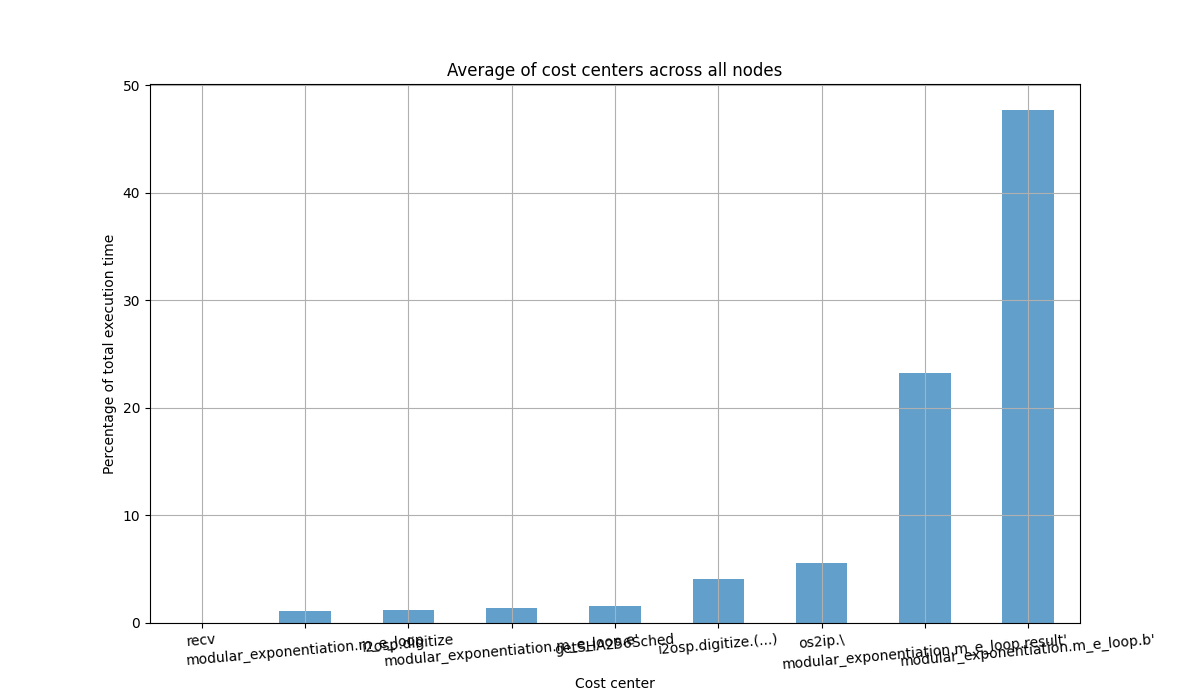 Average of cost centers across all nodes
Percentage of total execution time
50
40
30
20
10
0
recv
modular_exponentiation.m_e_loop
i2osp.digitize
modular_exponentiation.m_e_loop.e'
getSHA256Sched
i2osp.digitize.(...)
os2ip.\
modular_exponentiation.m_e_loop.result'
modular_exponentiation.m_e_loop.b'
Cost center